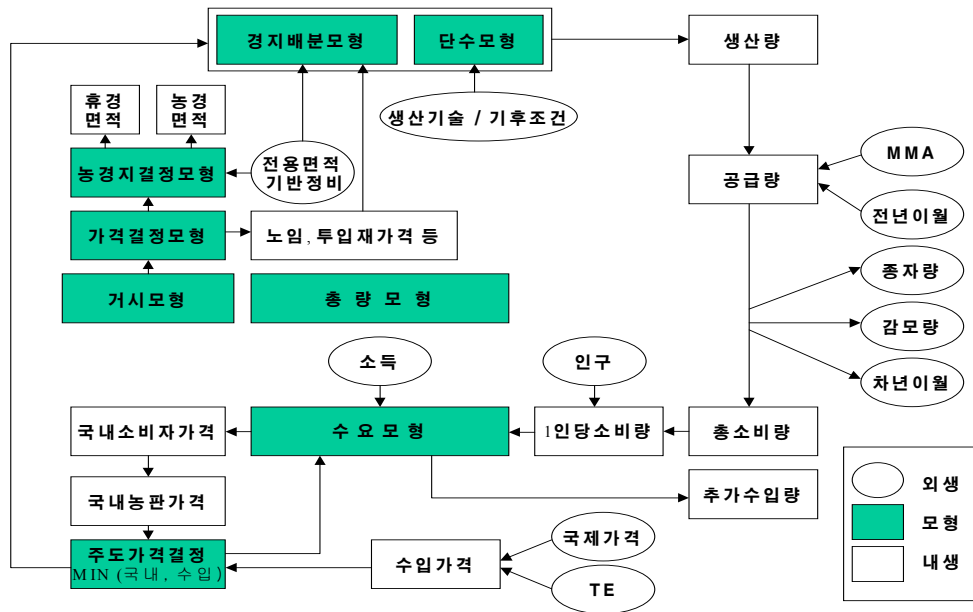 경지배분모형
단수모형
생산량
휴경
면적
농경
면적
생산기술 / 기후조건
농경지결정모형
전용면적
기반정비
공급량
MMA
전년이월
가격결정모형
노임, 투입재가격 등
거시모형
총 량 모 형
종자량
감모량
차년이월
소득
인구
국내소비자가격
수 요 모 형
1인당소비량
총소비량
국내농판가격
추가수입량
주도가격결정
MIN (국내, 수입)
수입가격
국제가격
TE
외생
모형
내생